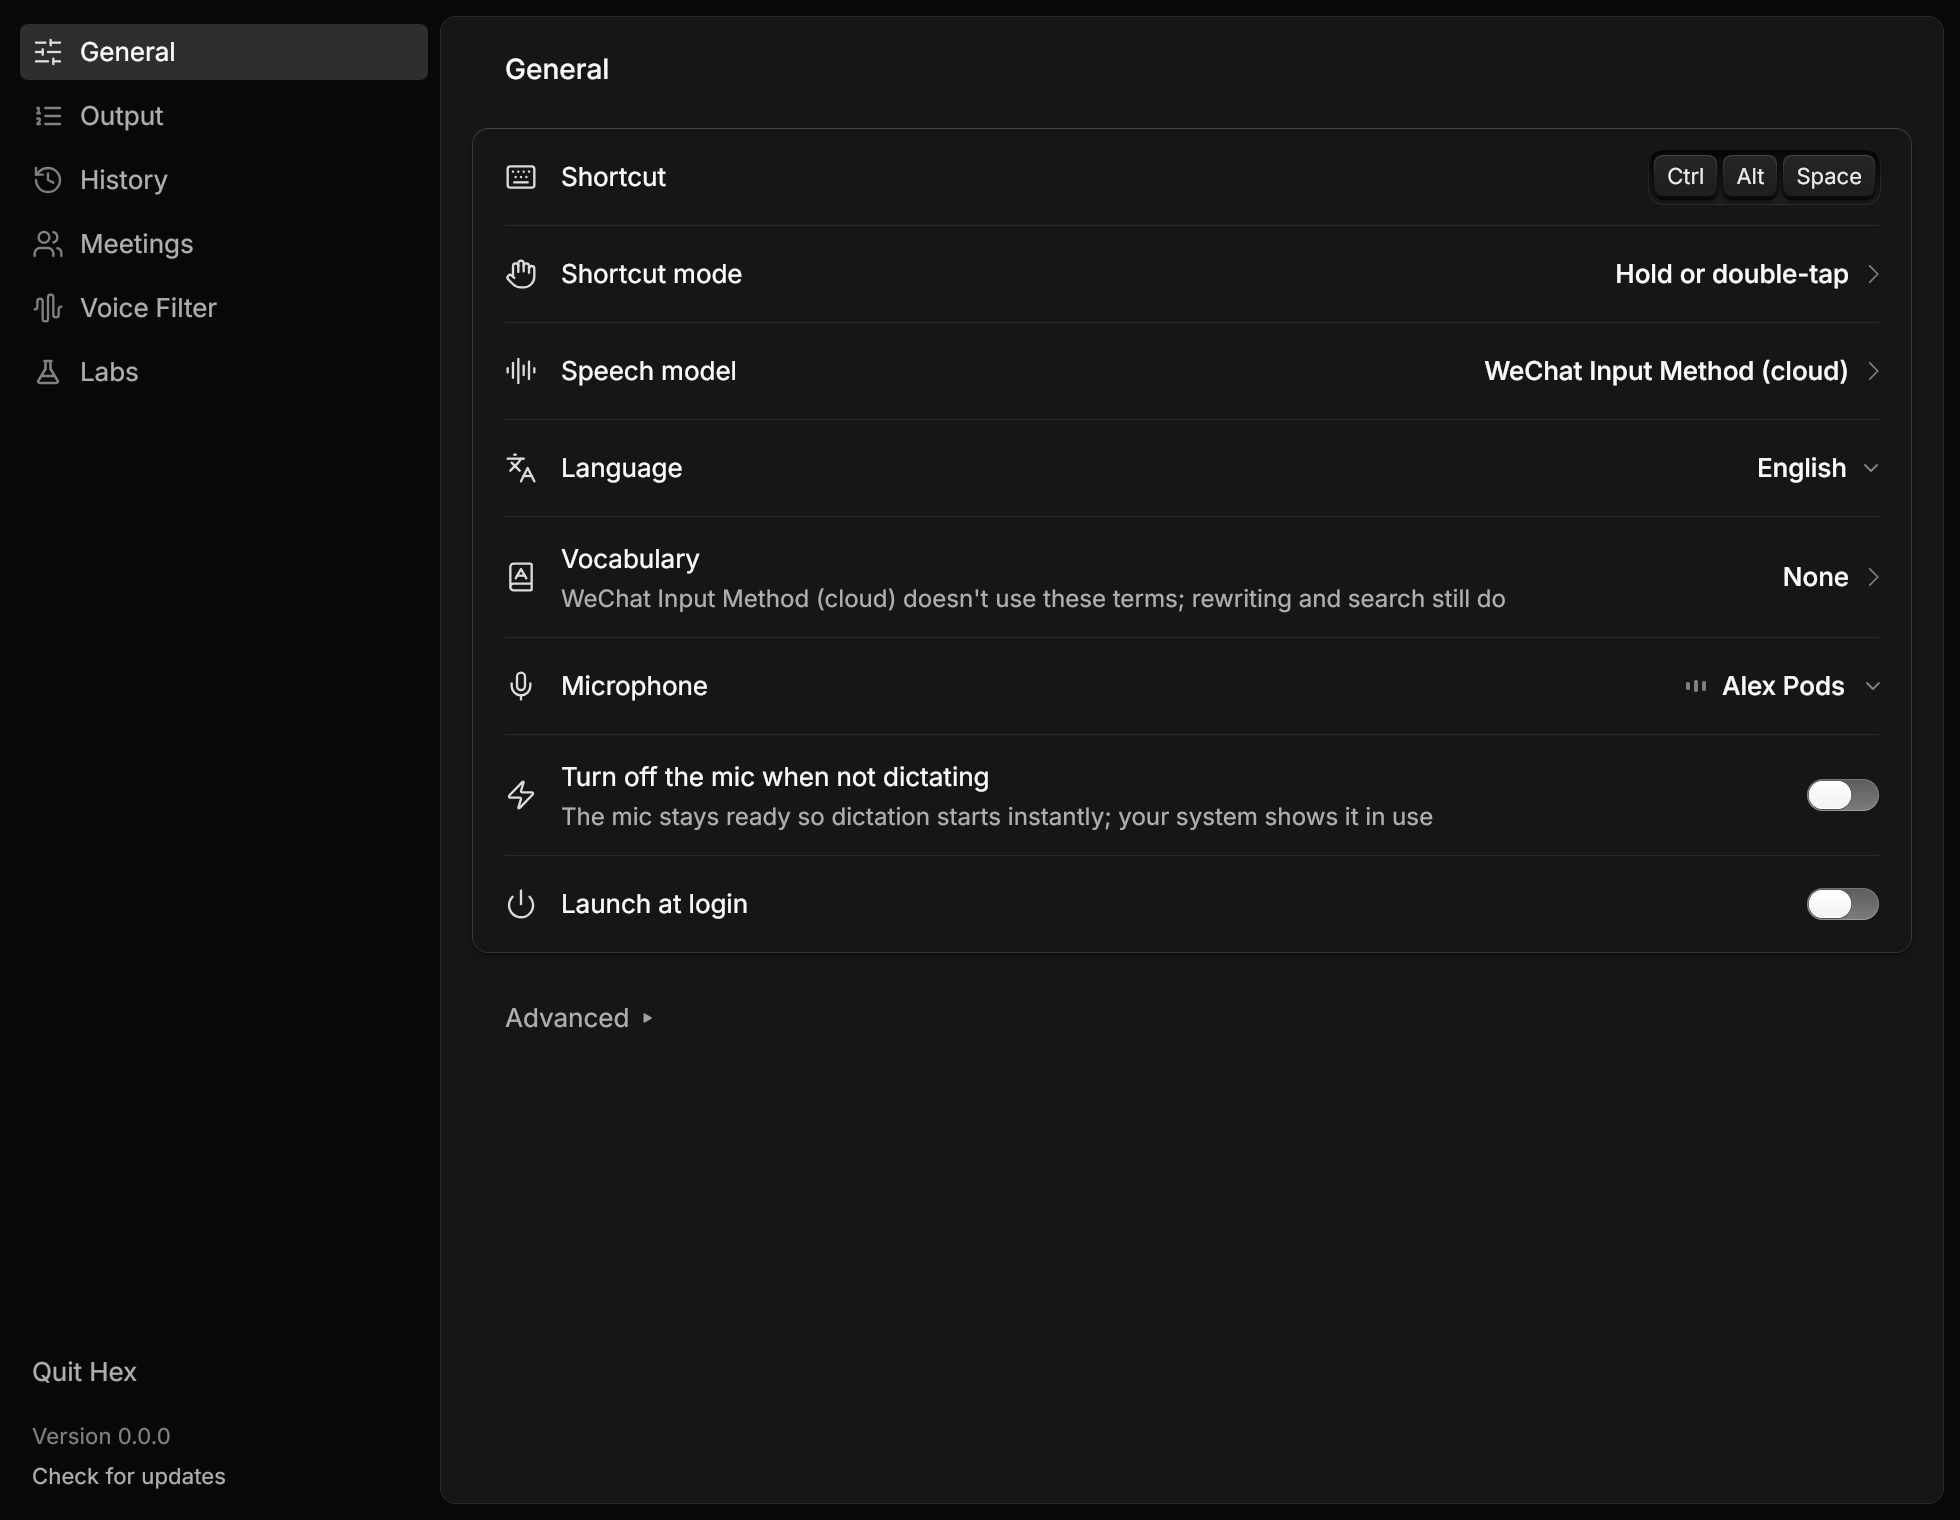 General
Output
History
Meetings
Voice Filter
Labs
Quit Hex
Version 0.0.0
Check for updates
General
Shortcut Ctrl Alt Space
Shortcut mode Hold or double-tap
Speech model WeChat Input Method (cloud)
Language English
Vocabulary None
WeChat Input Method (cloud) doesn't use these terms; rewriting and search still do
Microphone Alex Pods
Turn off the mic when not dictating
The mic stays ready so dictation starts instantly; your system shows it in use
Launch at login
Advanced